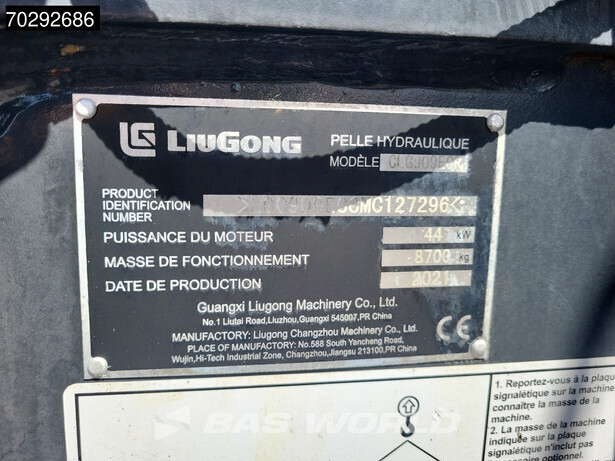 70292686
LG LIUGONG
PELLE HYDRAULIQUE
MODÈLE
PRODUCT
IDENTIFICATION
NUMBER
PUISSANCE DU MOTEUR 44 kW
MASSE DE FONCTIONNEMENT 8700 kg
DATE DE PRODUCTION 2021
Guangxi Liugong Machinery Co., Ltd.
No.1 Liutai Road,Liuzhou,Guangxi 545007,PR China
MANUFACTORY: Liugong Changzhou Machinery Co., Ltd.
PLACE OF MANUFACTORY: No.588 South Yancheng Road,
Wujin,Hi-Tech Industrial Zone, Changzhou,Jiangsu 213100,PR China
CE
1. Reportez-vous à la plaque
signalétique sur la machine
connaître la masse de la
machine.
2. La masse de la machine
indiquée sur la plaque
signalétique n'inclut pas
accessoire optionnel.
BAS WORLD